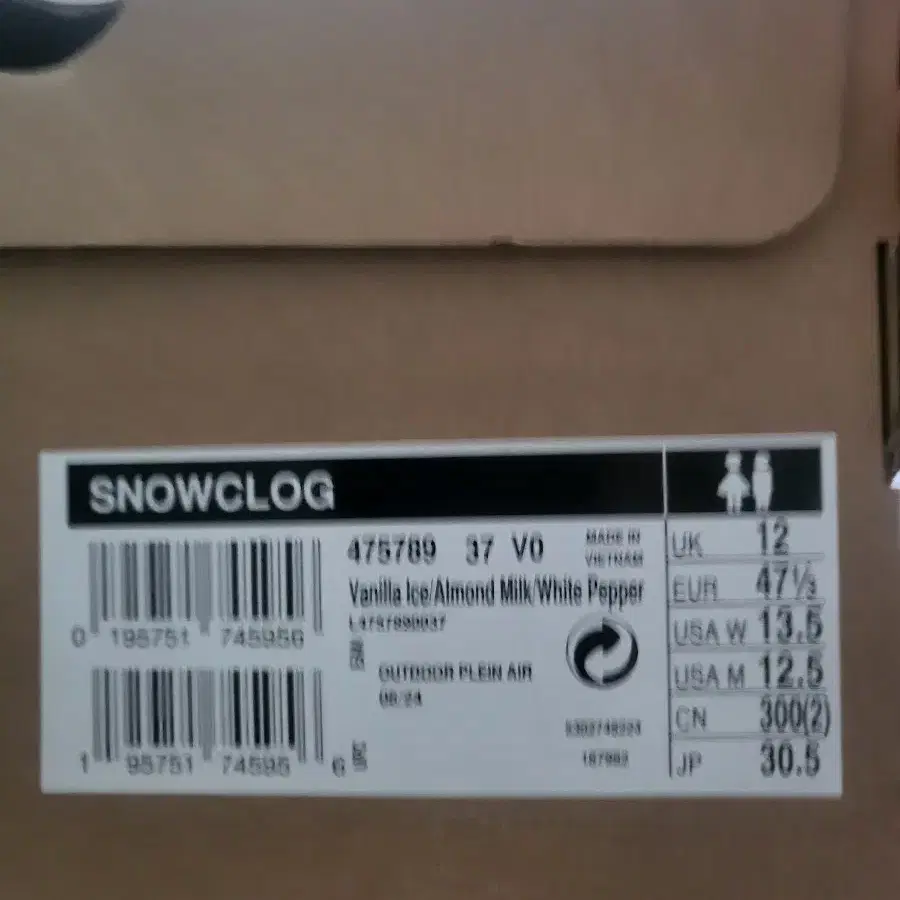 SNOWCLOG
475789 37 V0
MADE IN
VIETNAM
Vanilla Ice/Almond Milk/White Pepper
L4757890037
OUTDOOR PLEIN AIR
08/24
0 195751 745956
1 95751 74595 6
UK 12
EUR 47⅓
USA W 13.5
USA M 12.5
CN 300(2)
JP 30.5